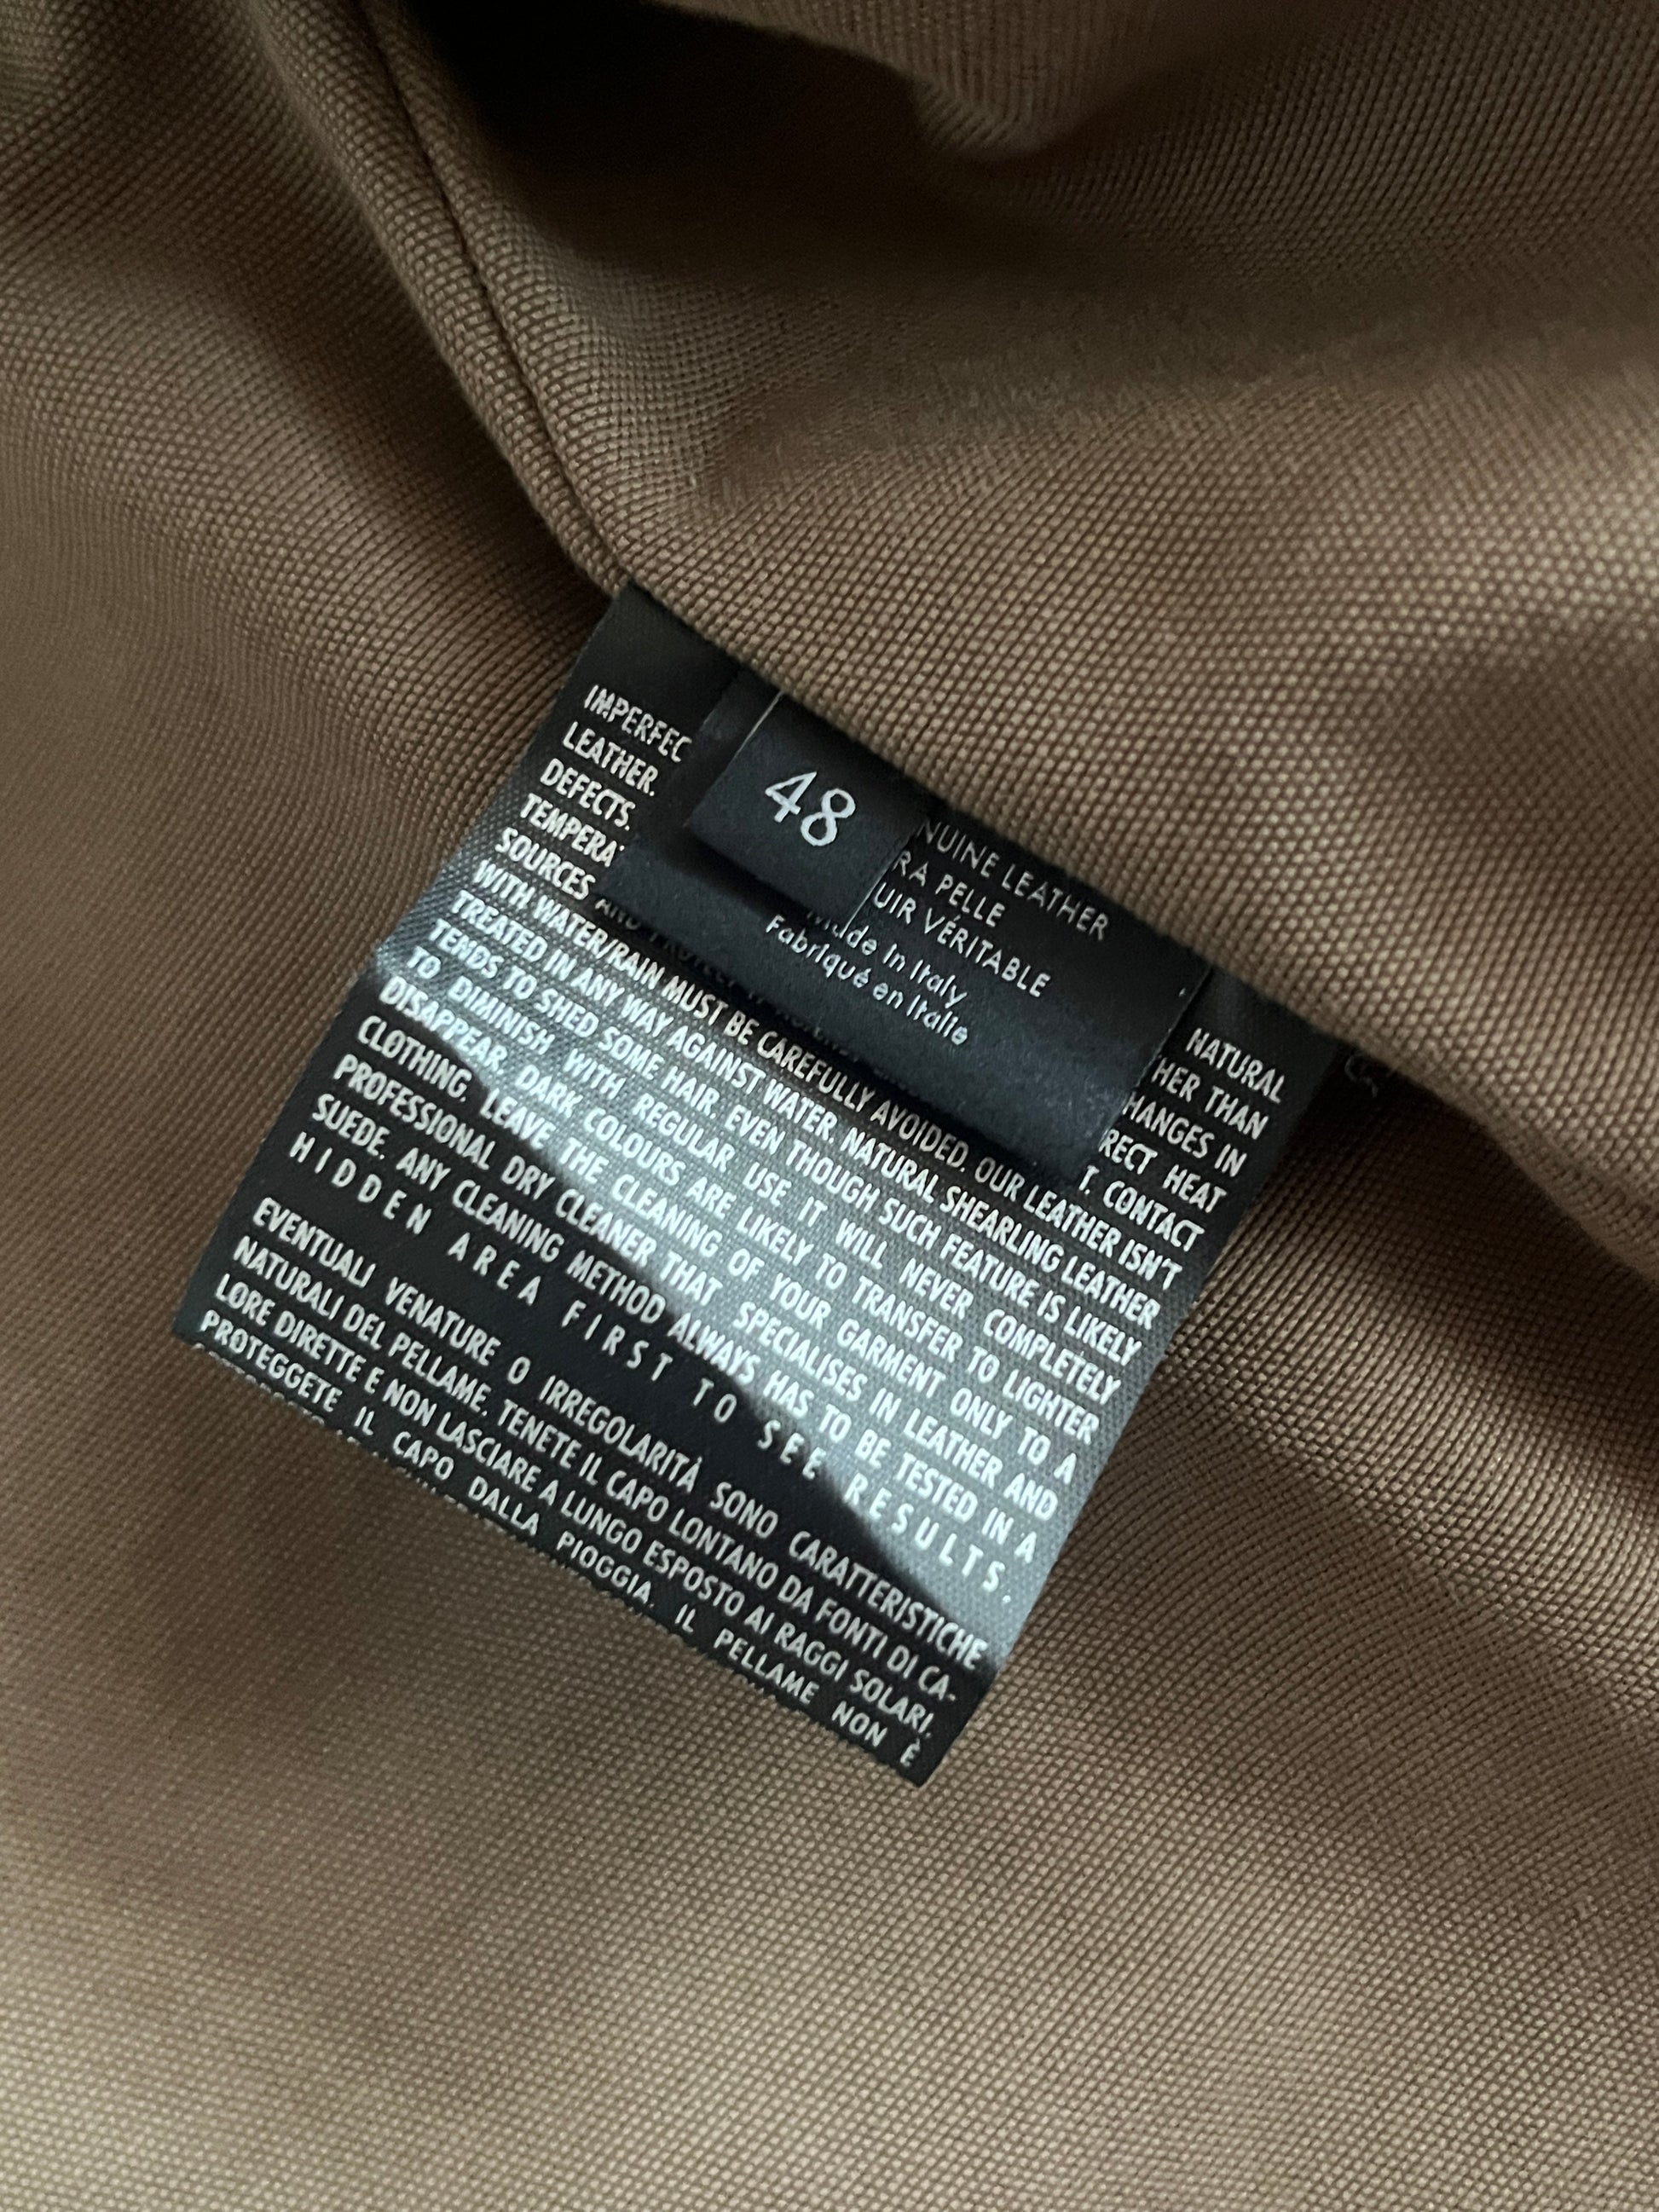 48
NUINE LEATHER
RA PELLE
UIR VÉRITABLE
Made In Italy
Fabriqué en Italie
IMPERFEC NATURAL
LEATHER. HER THAN
DEFECTS. HANGES IN
TEMPERA RECT HEAT
SOURCES AND T. CONTACT
WITH WATER/RAIN MUST BE CAREFULLY AVOIDED. OUR LEATHER ISN'T
TREATED IN ANY WAY AGAINST WATER. NATURAL SHEARLING LEATHER
TENDS TO SHED SOME HAIR. EVEN THOUGH SUCH FEATURE IS LIKELY
TO DIMINISH WITH REGULAR USE, IT WILL NEVER COMPLETELY
DISAPPEAR. DARK COLOURS ARE LIKELY TO TRANSFER TO LIGHTER
CLOTHING. LEAVE THE CLEANING OF YOUR GARMENT ONLY TO A
PROFESSIONAL DRY CLEANER THAT SPECIALISES IN LEATHER AND
SUEDE. ANY CLEANING METHOD ALWAYS HAS TO BE TESTED IN A
HIDDEN AREA FIRST TO SEE RESULTS.
EVENTUALI VENATURE O IRREGOLARITÀ SONO CARATTERISTICHE
NATURALI DEL PELLAME. TENETE IL CAPO LONTANO DA FONTI DI CA-
LORE DIRETTE E NON LASCIARE A LUNGO ESPOSTO AI RAGGI SOLARI.
PROTEGGETE IL CAPO DALLA PIOGGIA. IL PELLAME NON È